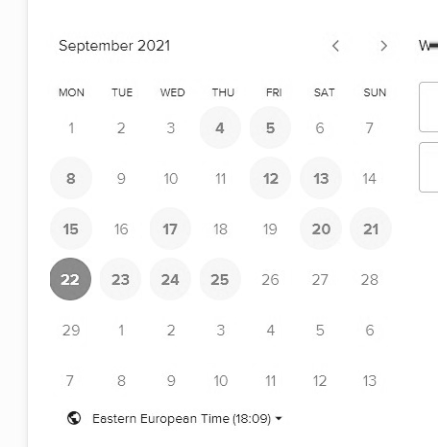 September 2021
MON TUE WED THU FRI SAT SUN
1 2 3 4 5 6 7
8 9 10 11 12 13 14
15 16 17 18 19 20 21
22 23 24 25 26 27 28
29 1 2 3 4 5 6
7 8 9 10 11 12 13
Eastern European Time (18:09)